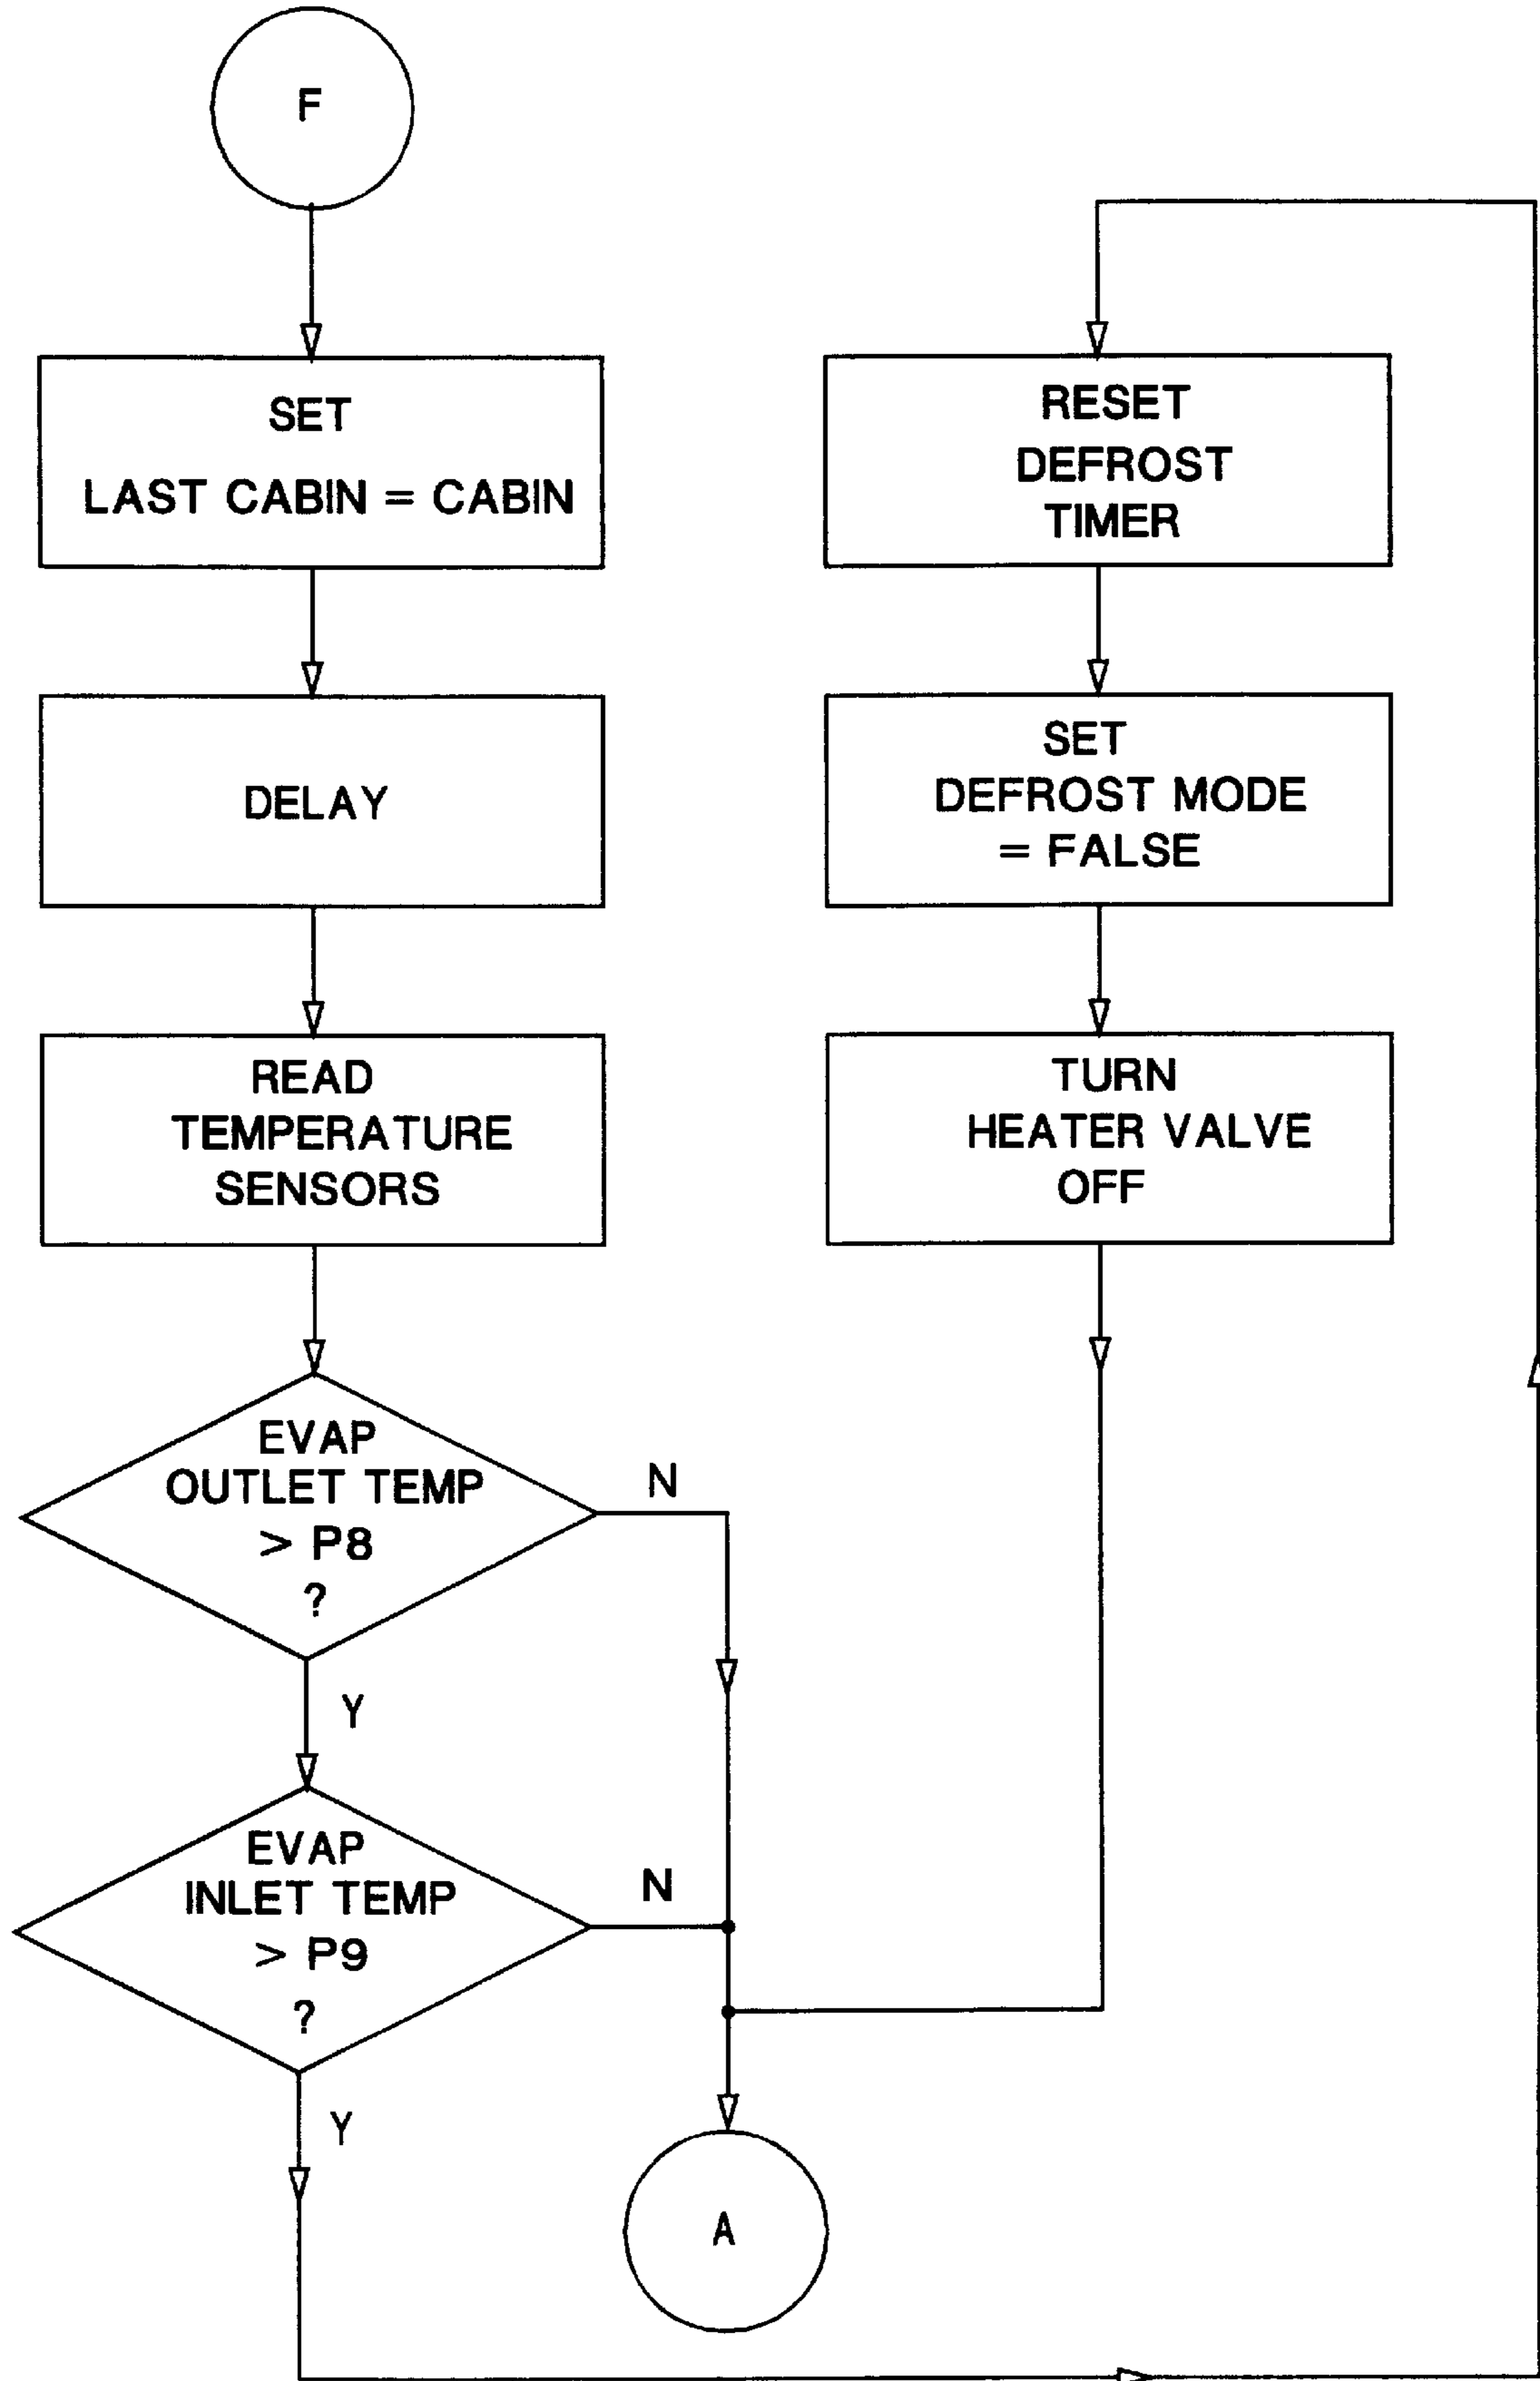 F
SET
LAST CABIN = CABIN
DELAY
READ
TEMPERATURE
SENSORS
EVAP
OUTLET TEMP
> P8
?
N
Y
EVAP
INLET TEMP
> P9
?
N
Y
RESET
DEFROST
TIMER
SET
DEFROST MODE
= FALSE
TURN
HEATER VALVE
OFF
A